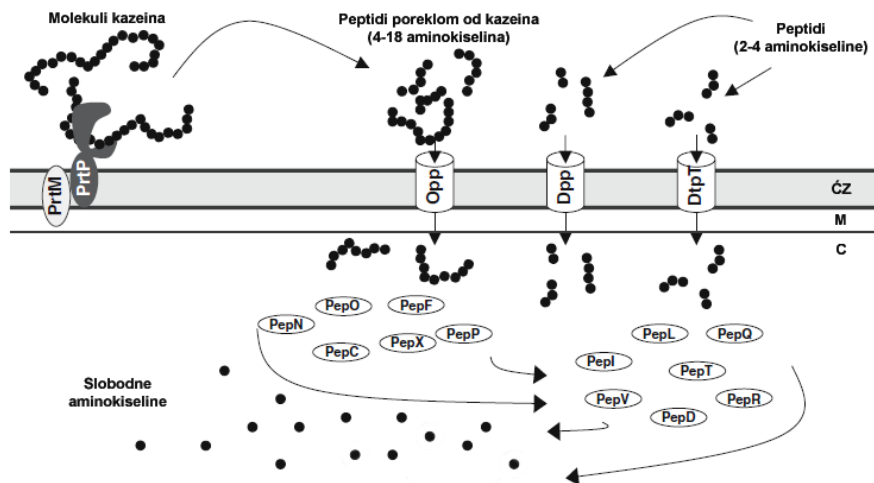 Molekuli kazeina
Peptidi poreklom od kazeina
(4-18 aminokiselina)
Peptidi
(2-4 aminokiseline)
PrtM
PrtP
Opp
Dpp
DtpT
ĆZ
M
C
PepO
PepF
PepN
PepX
PepP
PepC
PepL
PepQ
PepI
PepT
PepV
PepR
PepD
Slobodne
aminokiseline